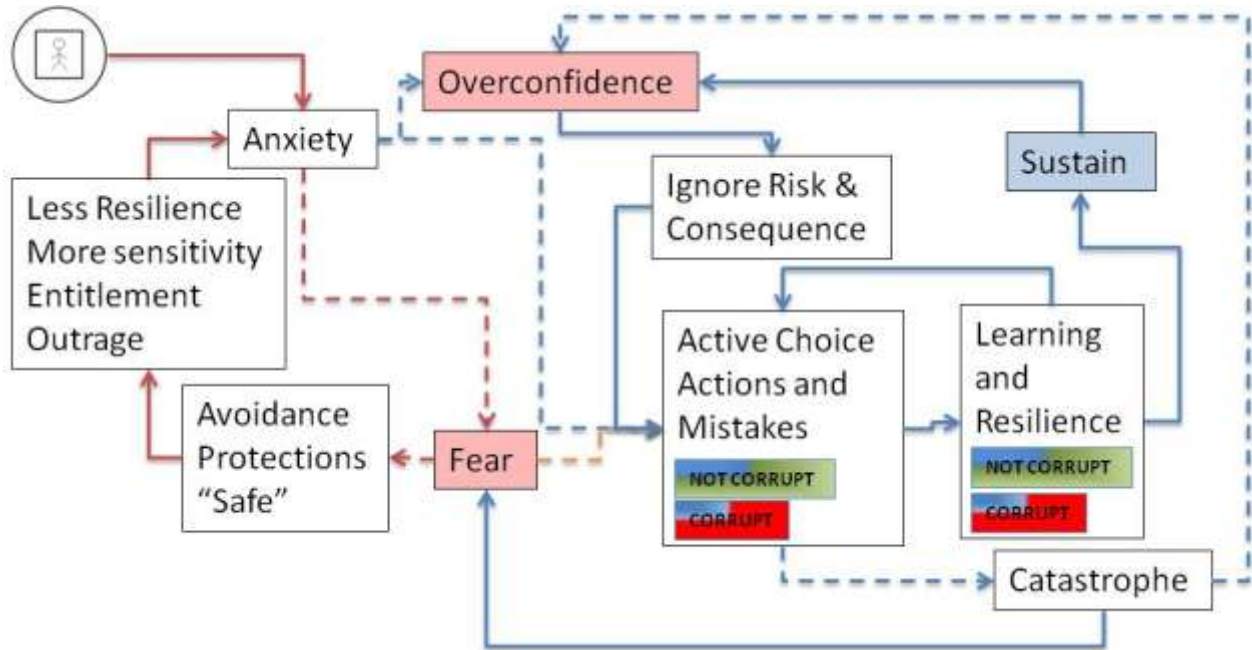 Overconfidence
Anxiety
Ignore Risk &
Consequence
Sustain
Less Resilience
More sensitivity
Entitlement
Outrage
Avoidance
Protections
“Safe”
Fear
Active Choice
Actions and
Mistakes
NOT CORRUPT
CORRUPT
Learning
and
Resilience
NOT CORRUPT
CORRUPT
Catastrophe